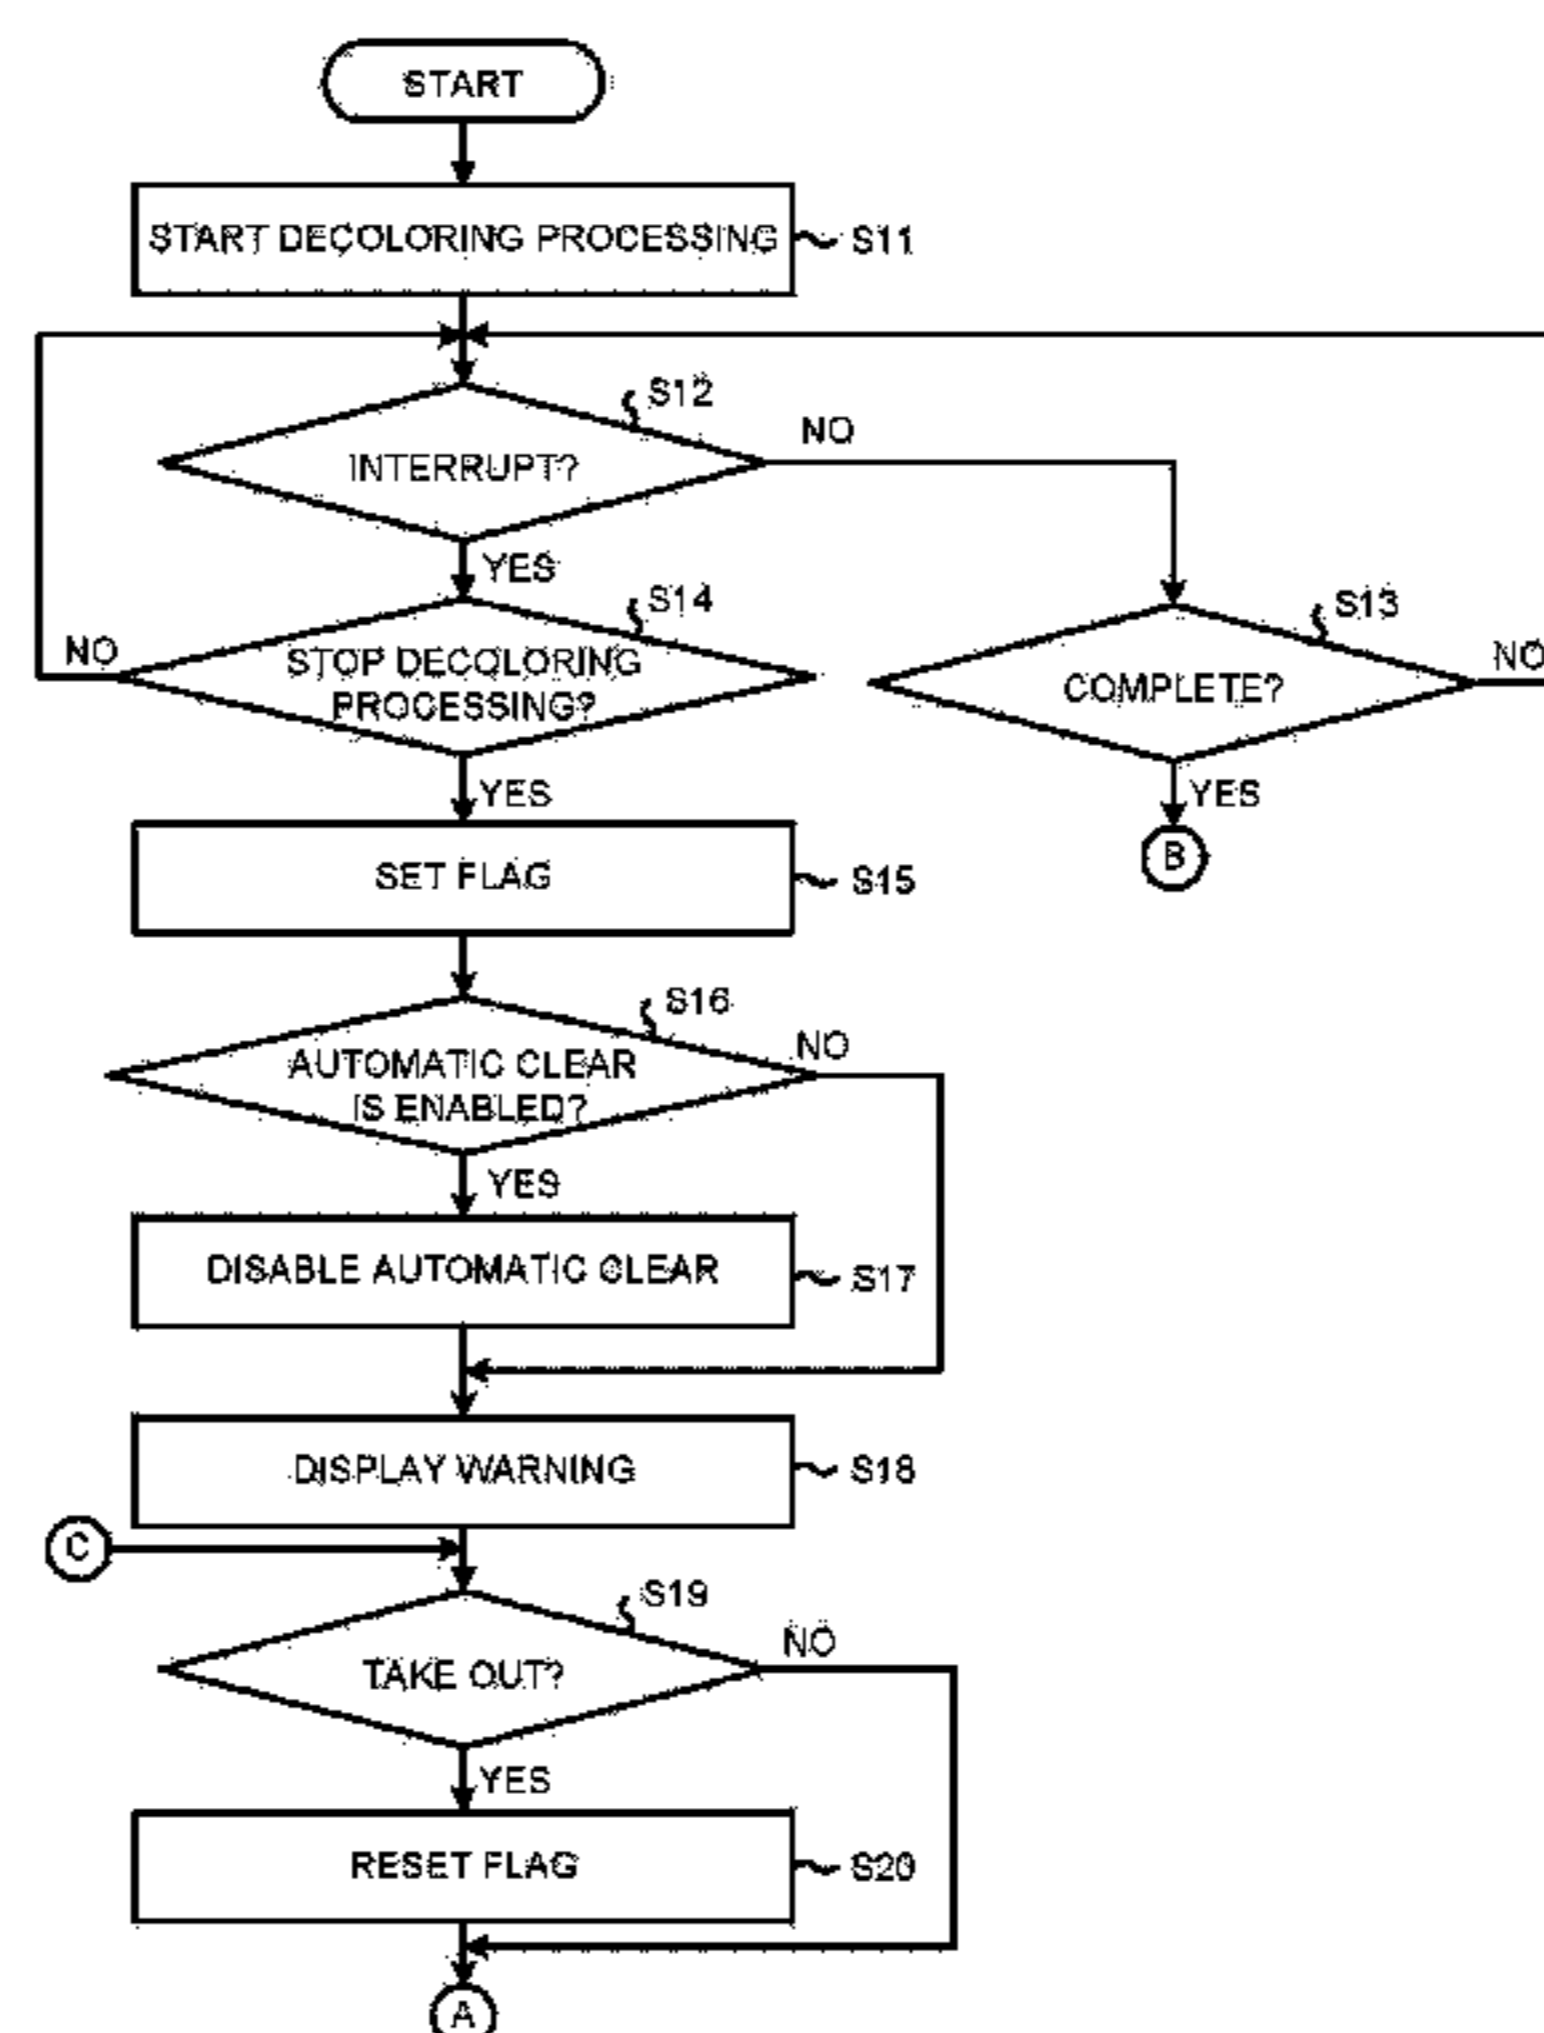 START
START DECOLORING PROCESSING
S11
S12
INTERRUPT?
NO
YES
S14
STOP DECOLORING
PROCESSING?
NO
YES
S13
COMPLETE?
NO
YES
B
SET FLAG
S15
S16
AUTOMATIC CLEAR
IS ENABLED?
NO
YES
DISABLE AUTOMATIC CLEAR
S17
DISPLAY WARNING
S18
C
S19
TAKE OUT?
NO
YES
RESET FLAG
S20
A